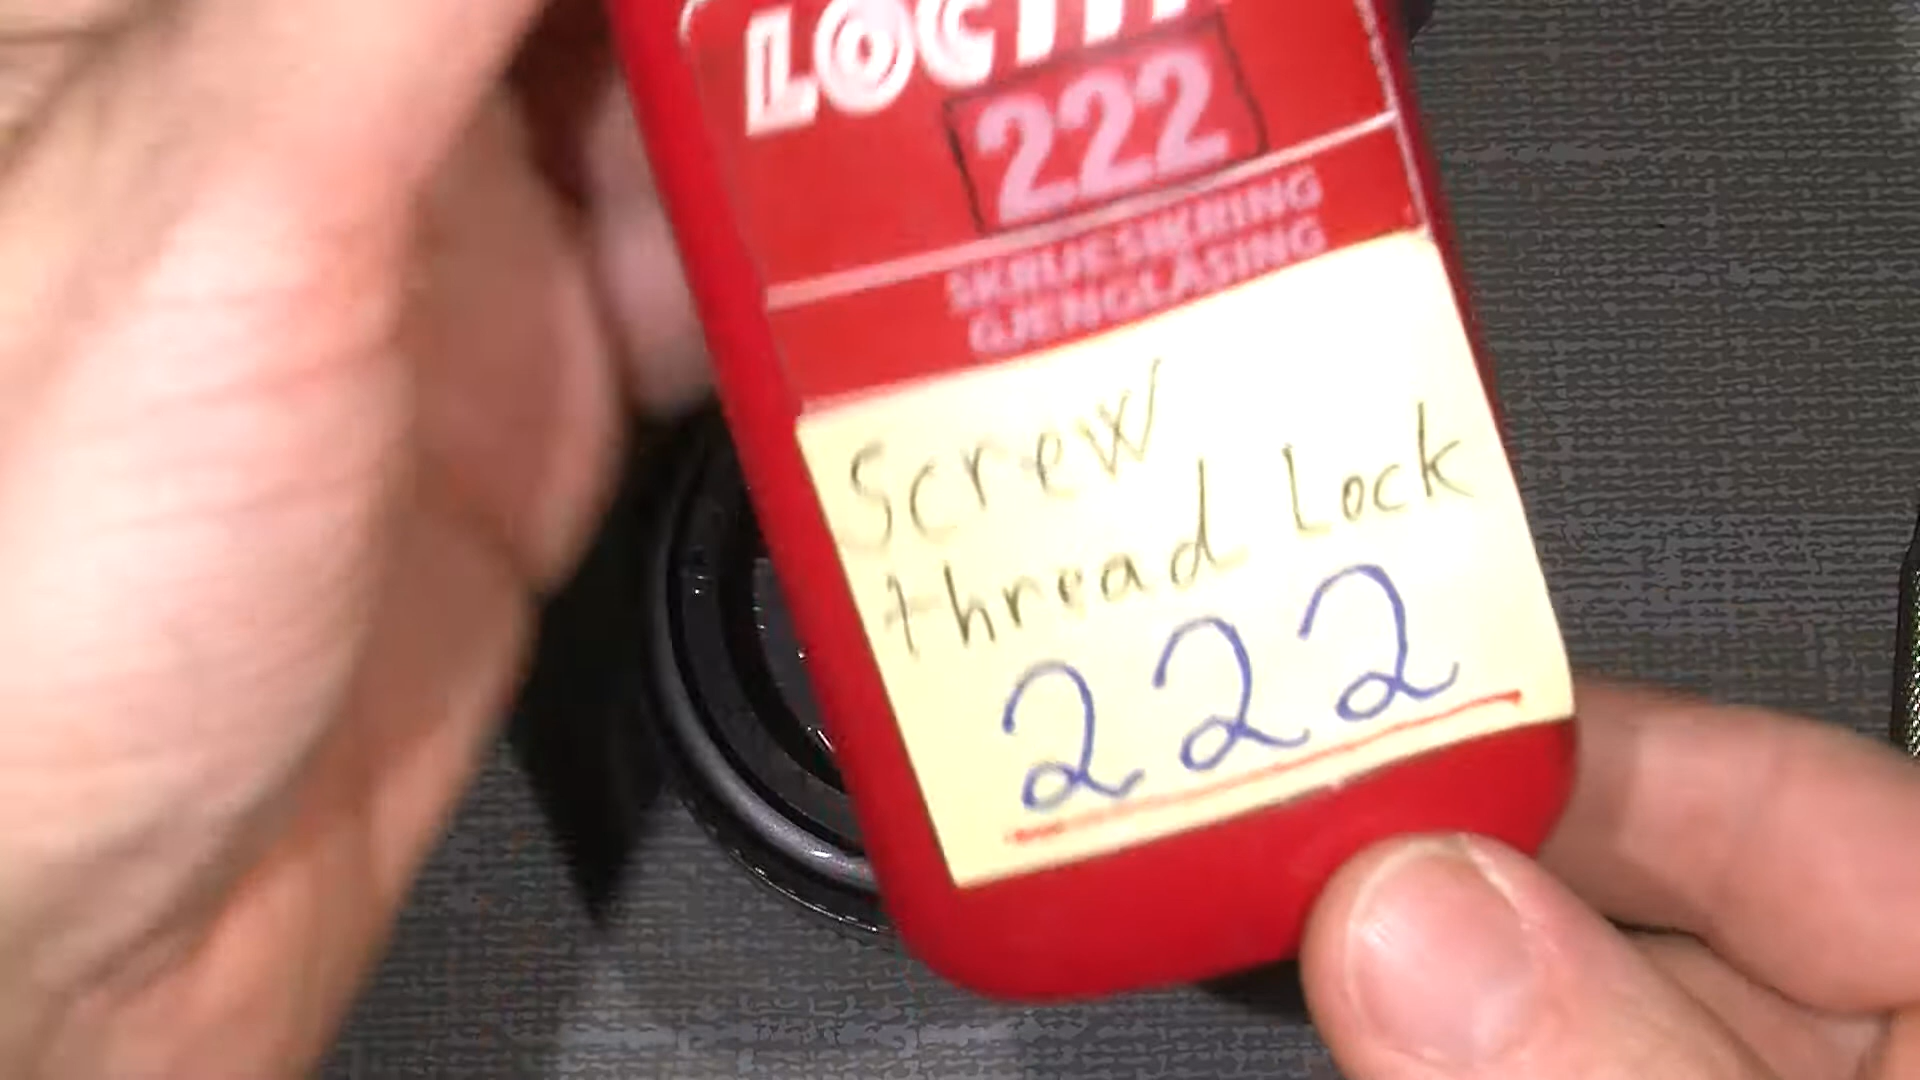 LOCTITE
222
SKRUESIKRING
GJENGLÅSING
Screw
thread Lock
222